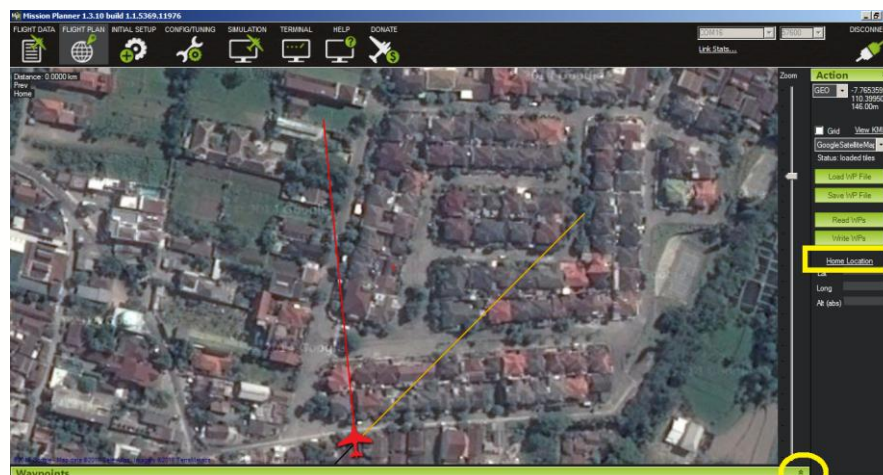 Mission Planner 1.3.10 build 1.1.5369.11976
FLIGHT DATA FLIGHT PLAN INITIAL SETUP CONFIG/TUNING SIMULATION TERMINAL HELP DONATE
COM16 57600 DISCONNE
Link Stats...
Distance: 0.0000 km
Prev
Home
Zoom
Action
GEO -7.765359
110.39950
146.00m
Grid View KM
GoogleSatelliteMap
Status: loaded tiles
Load WP File
Save WP File
Read WPs
Write WPs
Home Location
Lat
Long
Alt (abs)
Waypoints